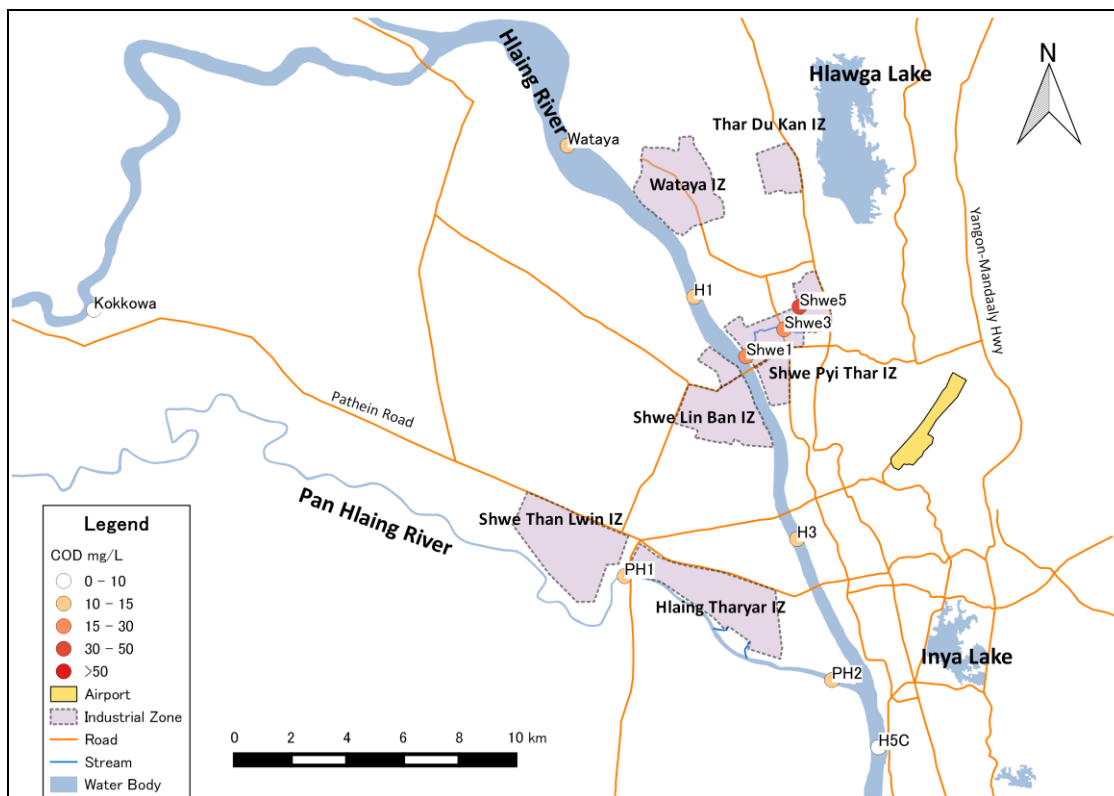 Hlaing River
Hlawga Lake
N
Thar Du Kan IZ
Wataya
Wataya IZ
Yangon-Mandaaly Hwy
Kokkowa
H1
Shwe5
Shwe3
Shwe1
Shwe Pyi Thar IZ
Shwe Lin Ban IZ
Pathein Road
Pan Hlaing River
Shwe Than Lwin IZ
H3
PH1
Hlaing Tharyar IZ
Inya Lake
PH2
H5C
Legend
COD mg/L
0 - 10
10 - 15
15 - 30
30 - 50
>50
Airport
Industrial Zone
Road
Stream
Water Body
0 2 4 6 8 10 km